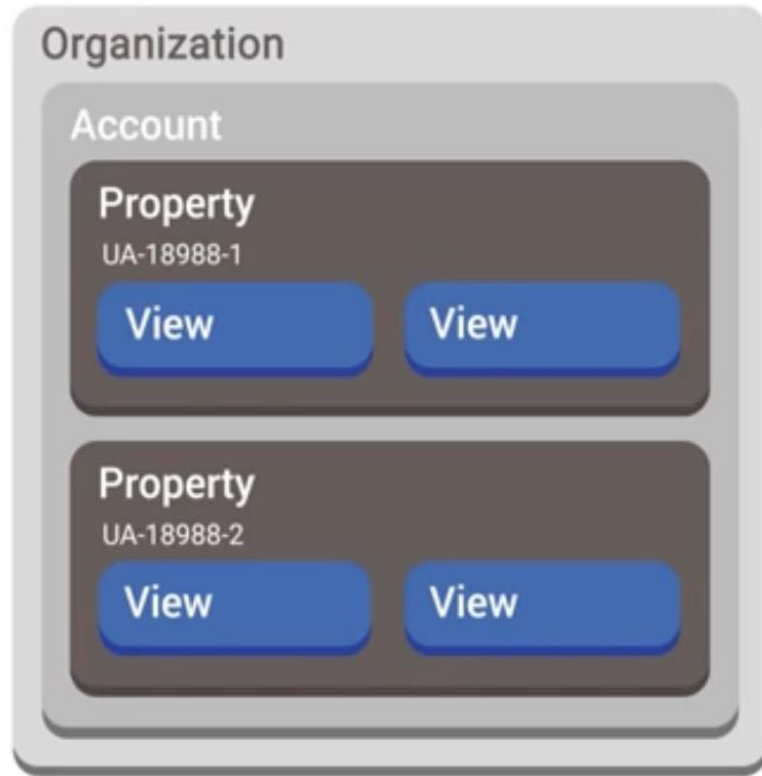 Organization
Account
Property
UA-18988-1
View View
Property
UA-18988-2
View View